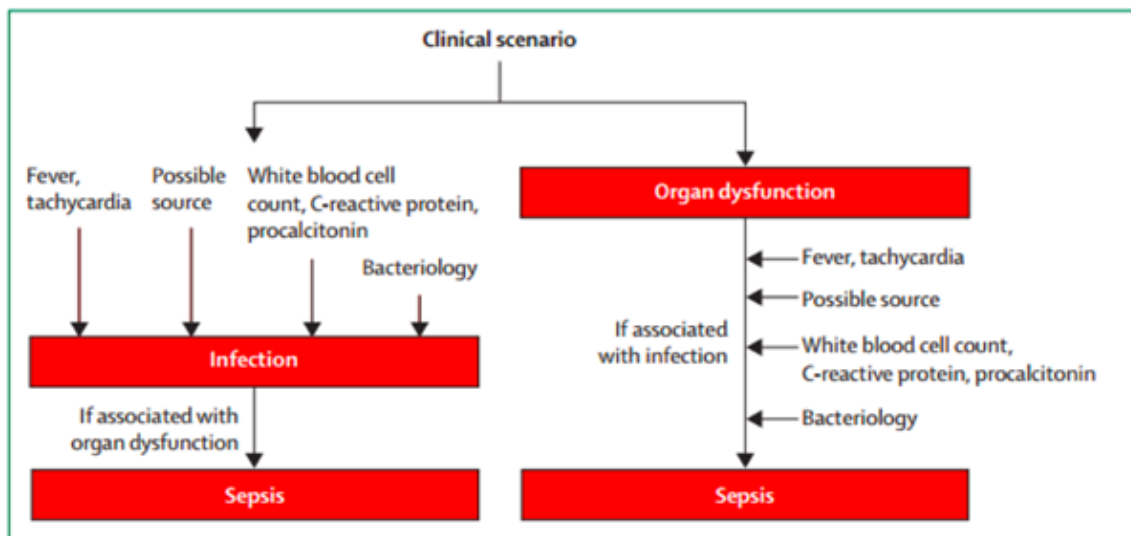 Clinical scenario
Fever,
tachycardia
Possible
source
White blood cell
count, C-reactive protein,
procalcitonin
Bacteriology
Infection
If associated with
organ dysfunction
Sepsis
Organ dysfunction
Fever, tachycardia
Possible source
If associated
with infection
White blood cell count,
C-reactive protein, procalcitonin
Bacteriology
Sepsis